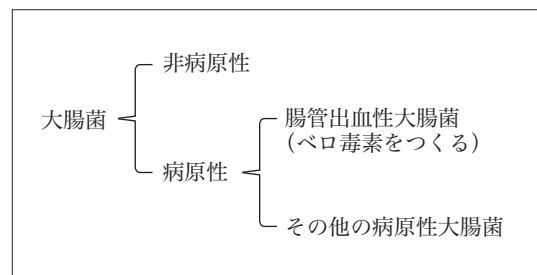 非病原性
大腸菌
腸管出血性大腸菌
(ベロ毒素をつくる)
病原性
その他の病原性大腸菌